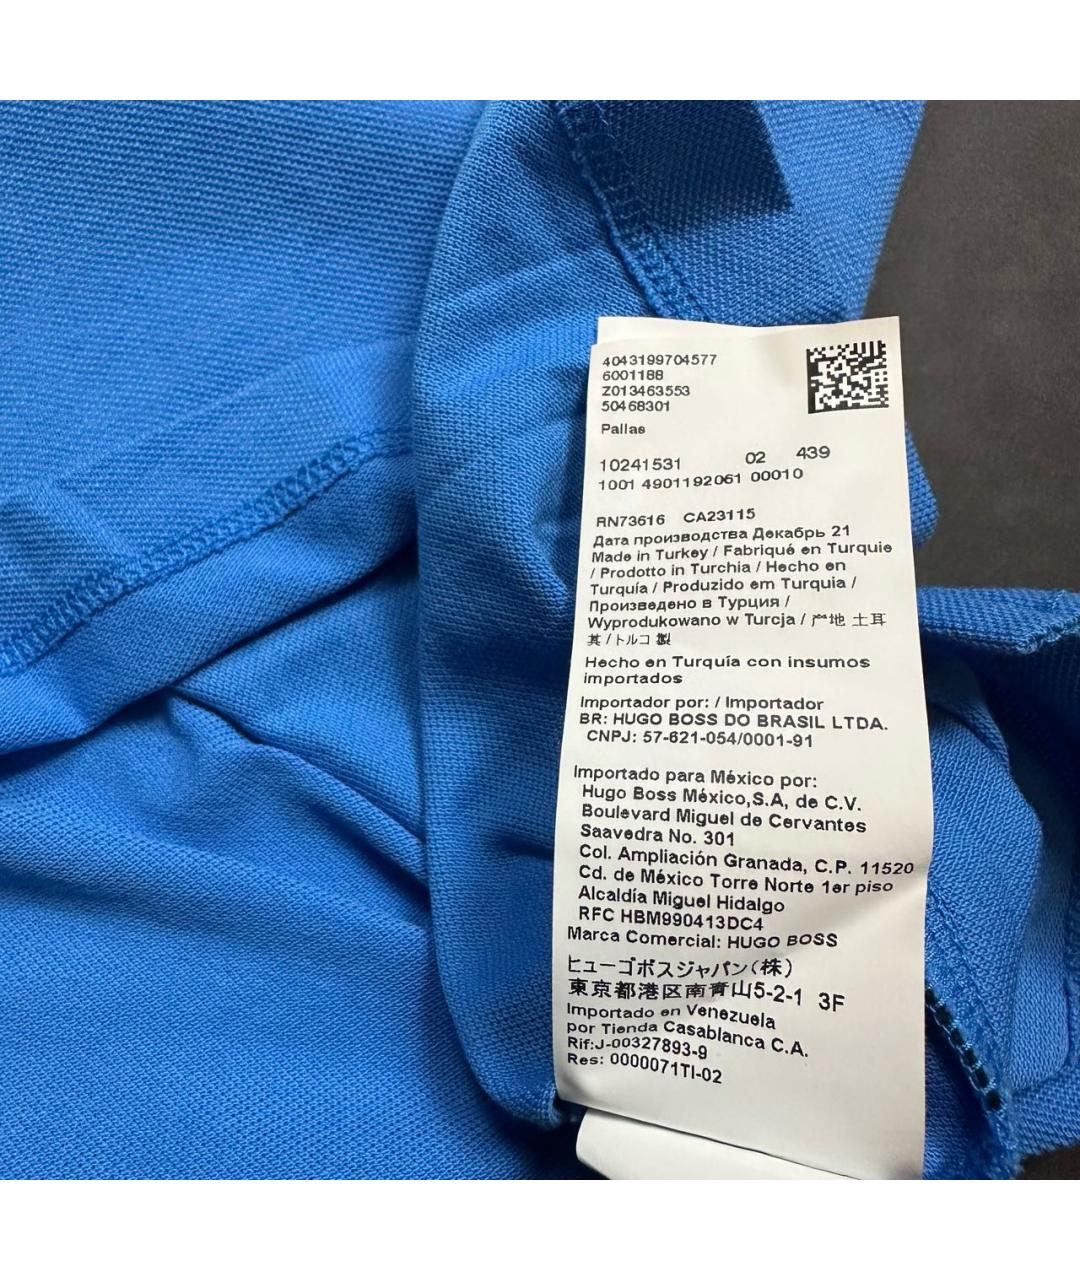 4043199704577
6001188
Z013463553
50468301
Pallas
10241531 02 439
1001 4901192061 00010
RN73616 CA23115
Дата производства Декабрь 21
Made in Turkey / Fabriqué en Turquie
/ Prodotto in Turchia / Hecho en
Turquía / Produzido em Turquia /
Произведено в Турция /
Wyprodukowano w Turcja / 产地 土耳
其 / トルコ 製
Hecho en Turquía con insumos
importados
Importador por: / Importador
BR: HUGO BOSS DO BRASIL LTDA.
CNPJ: 57-621-054/0001-91
Importado para México por:
Hugo Boss México,S.A, de C.V.
Boulevard Miguel de Cervantes
Saavedra No. 301
Col. Ampliación Granada, C.P. 11520
Cd. de México Torre Norte 1er piso
Alcaldía Miguel Hidalgo
RFC HBM990413DC4
Marca Comercial: HUGO BOSS
ヒューゴボスジャパン(株)
東京都港区南青山5-2-1 3F
Importado en Venezuela
por Tienda Casablanca C.A.
Rif:J-00327893-9
Res: 0000071TI-02